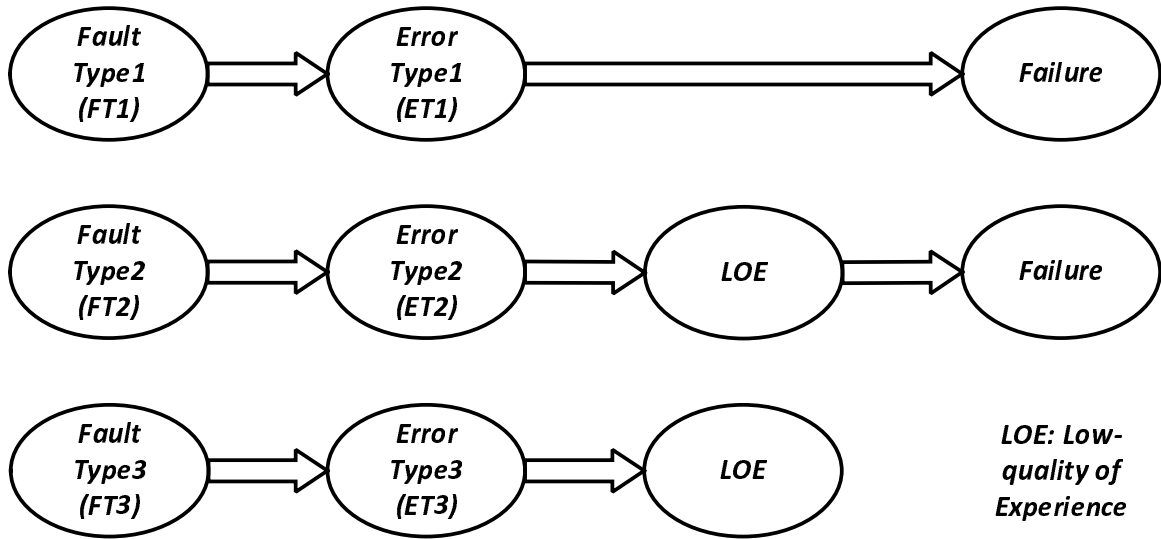 Fault
Type1
(FT1)
Error
Type1
(ET1)
Failure
Fault
Type2
(FT2)
Error
Type2
(ET2)
LOE
Failure
Fault
Type3
(FT3)
Error
Type3
(ET3)
LOE
LOE: Low-
quality of
Experience